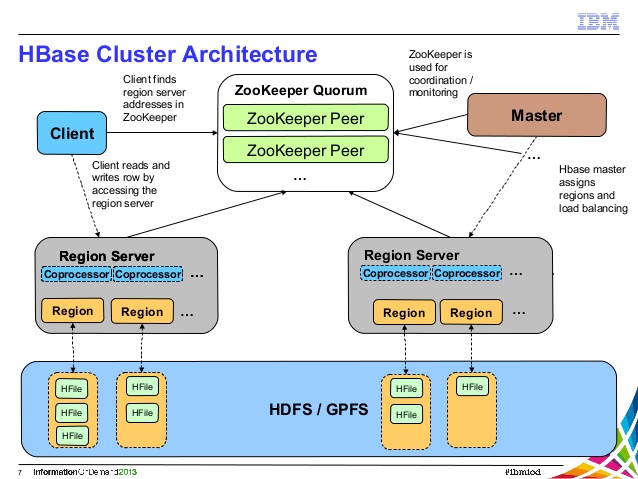 IBM
HBase Cluster Architecture
Client finds
region server
addresses in
ZooKeeper
ZooKeeper Quorum
ZooKeeper Peer
ZooKeeper Peer
...
ZooKeeper is
used for
coordination /
monitoring
Client
Master
...
Client reads and
writes row by
accessing the
region server
Hbase master
assigns
regions and
load balancing
Region Server
Coprocessor
Coprocessor
...
Region
Region
...
Region Server
Coprocessor
Coprocessor
...
Region
Region
...
HFile
HFile
HFile
HFile
HFile
HDFS / GPFS
HFile
HFile
HFile
7
InformationOnDemand2013
#ibmiod